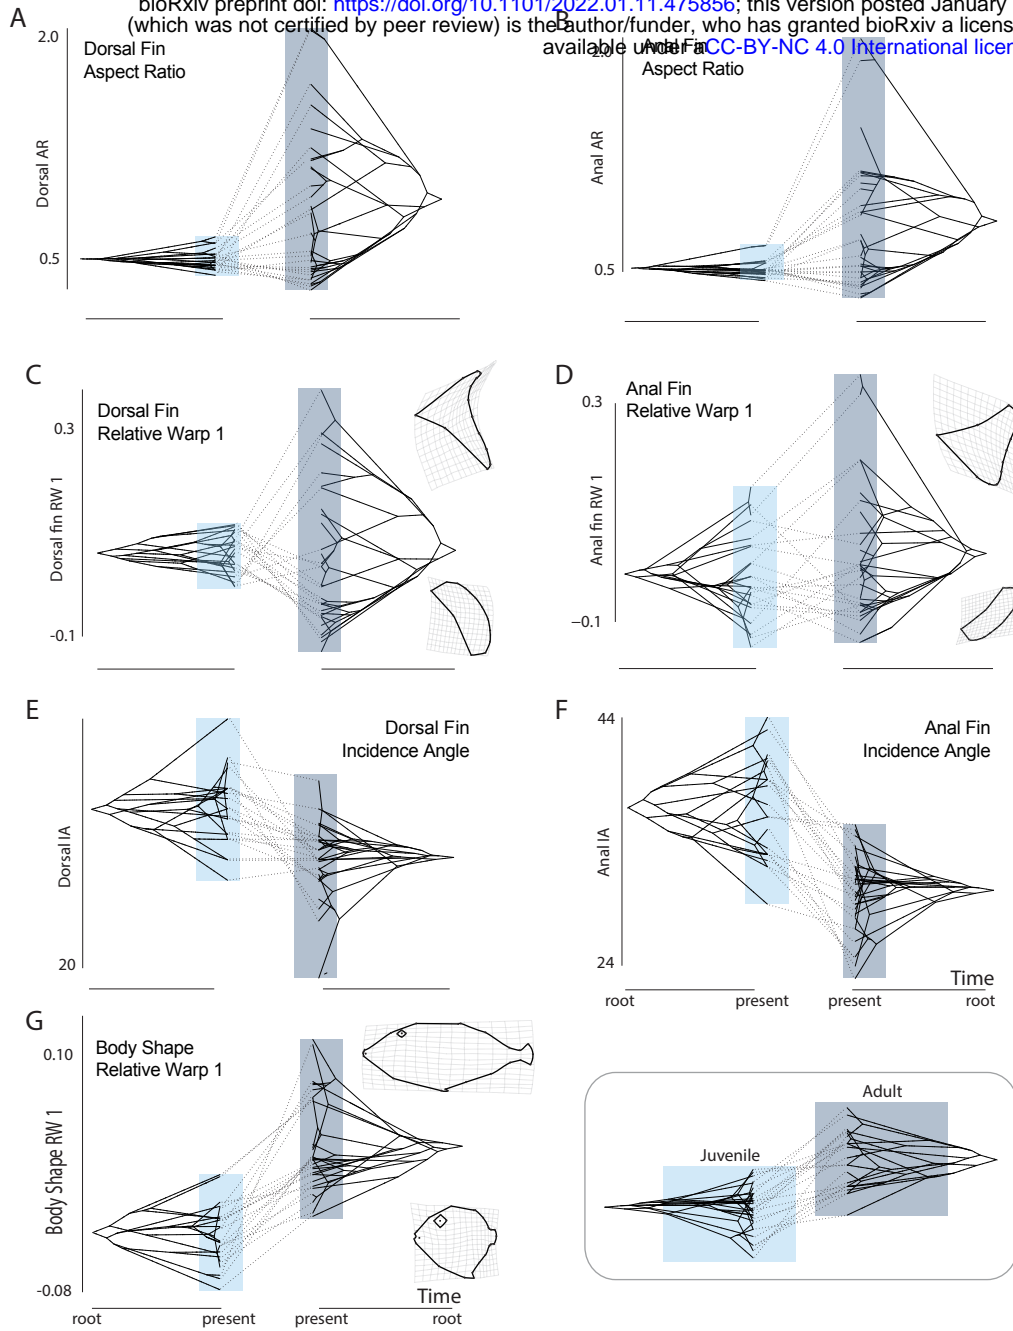 bioRxiv preprint doi: https://doi.org/10.1101/2022.01.11.475856; this version posted January
(which was not certified by peer review) is the author/funder, who has granted bioRxiv a licens
available under aCC-BY-NC 4.0 International licen
A
2.0
Dorsal Fin
Aspect Ratio
Dorsal AR
0.5
B
2.0
Anal Fin
Aspect Ratio
Anal AR
0.5
C
Dorsal Fin
Relative Warp 1
0.3
Dorsal fin RW 1
-0.1
D
Anal Fin
Relative Warp 1
0.3
Anal fin RW 1
−0.1
E
Dorsal Fin
Incidence Angle
Dorsal IA
20
F
44
Anal Fin
Incidence Angle
Anal IA
24
Time
root present present root
G
Body Shape
Relative Warp 1
0.10
Body Shape RW 1
-0.08
Time
root present present root
Adult
Juvenile